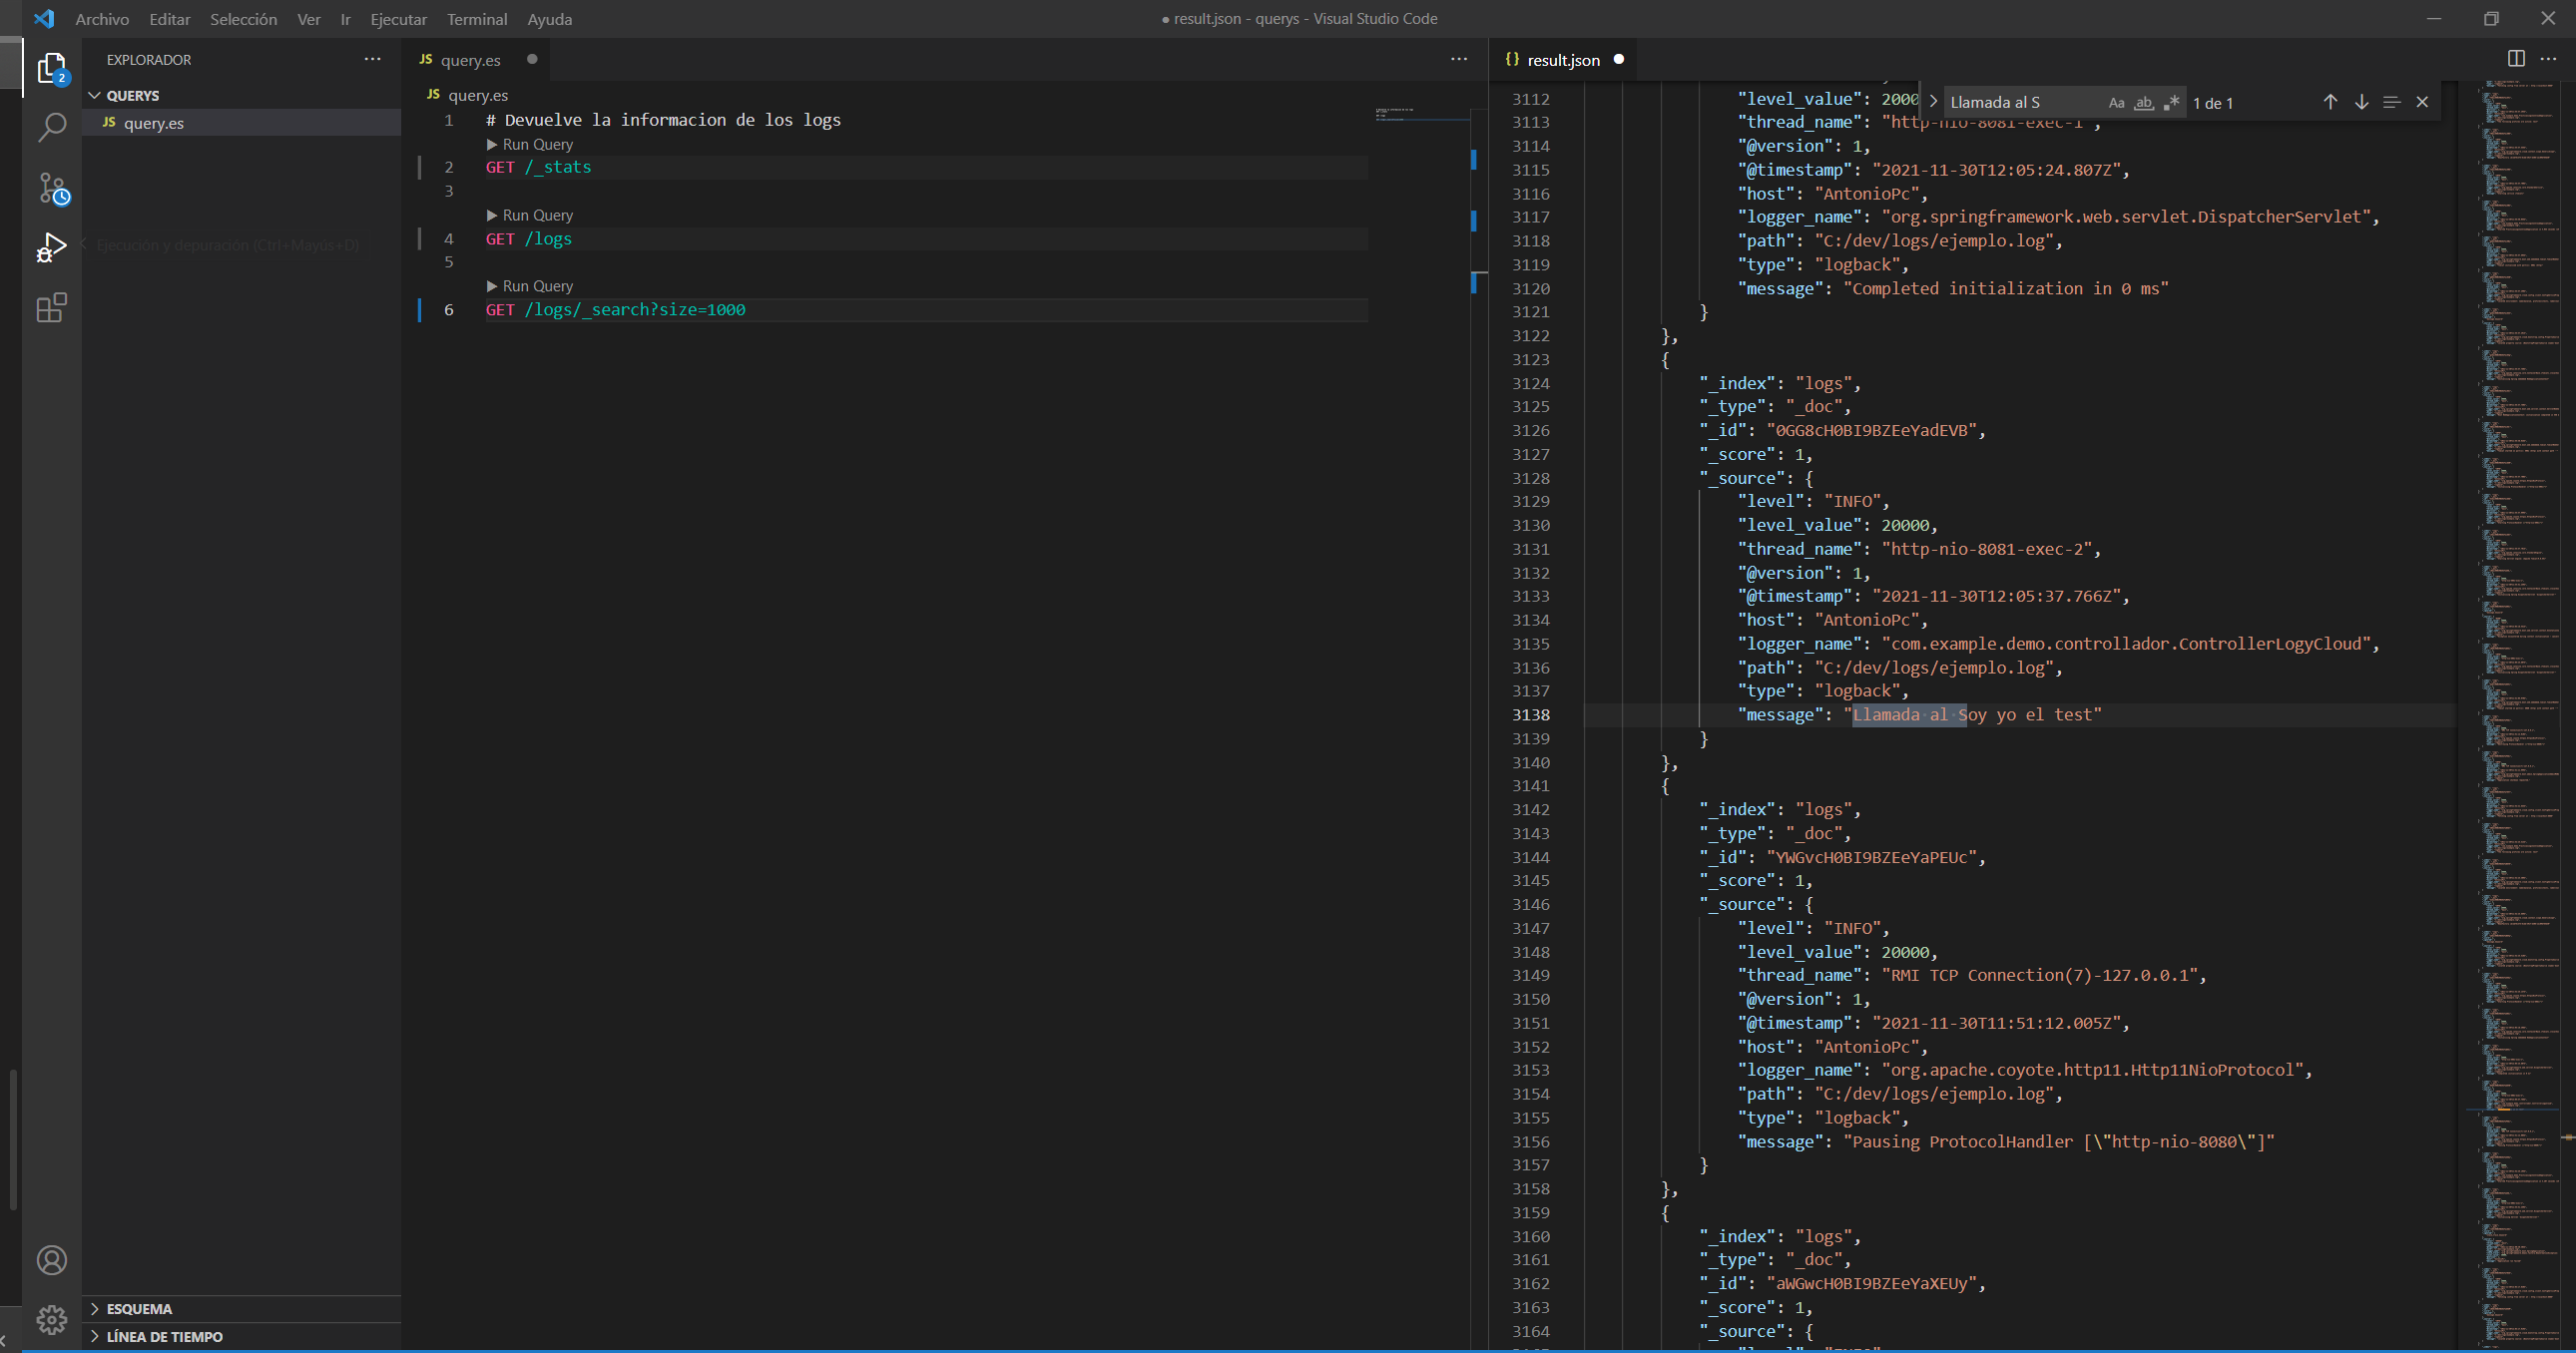 Archivo Editar Selección Ver Ir Ejecutar Terminal Ayuda
● result.json - querys - Visual Studio Code
EXPLORADOR
QUERYS
JS query.es
2
Ejecución y depuración (Ctrl+Mayús+D)
ESQUEMA
LÍNEA DE TIEMPO
JS query.es
JS query.es
1 # Devuelve la informacion de los logs
Run Query
2 GET /_stats
3
Run Query
4 GET /logs
5
Run Query
6 GET /logs/_search?size=1000
{} result.json
Llamada al S Aa ab 1 de 1
3112 "level_value": 2000
3113 "thread_name": "http-nio-8081-exec-1",
3114 "@version": 1,
3115 "@timestamp": "2021-11-30T12:05:24.807Z",
3116 "host": "AntonioPc",
3117 "logger_name": "org.springframework.web.servlet.DispatcherServlet",
3118 "path": "C:/dev/logs/ejemplo.log",
3119 "type": "logback",
3120 "message": "Completed initialization in 0 ms"
3121 }
3122 },
3123 {
3124 "_index": "logs",
3125 "_type": "_doc",
3126 "_id": "0GG8cH0BI9BZEeYadEVB",
3127 "_score": 1,
3128 "_source": {
3129 "level": "INFO",
3130 "level_value": 20000,
3131 "thread_name": "http-nio-8081-exec-2",
3132 "@version": 1,
3133 "@timestamp": "2021-11-30T12:05:37.766Z",
3134 "host": "AntonioPc",
3135 "logger_name": "com.example.demo.controllador.ControllerLogyCloud",
3136 "path": "C:/dev/logs/ejemplo.log",
3137 "type": "logback",
3138 "message": "Llamada al Soy yo el test"
3139 }
3140 },
3141 {
3142 "_index": "logs",
3143 "_type": "_doc",
3144 "_id": "YWGvcH0BI9BZEeYaPEUc",
3145 "_score": 1,
3146 "_source": {
3147 "level": "INFO",
3148 "level_value": 20000,
3149 "thread_name": "RMI TCP Connection(7)-127.0.0.1",
3150 "@version": 1,
3151 "@timestamp": "2021-11-30T11:51:12.005Z",
3152 "host": "AntonioPc",
3153 "logger_name": "org.apache.coyote.http11.Http11NioProtocol",
3154 "path": "C:/dev/logs/ejemplo.log",
3155 "type": "logback",
3156 "message": "Pausing ProtocolHandler [\"http-nio-8080\"]"
3157 }
3158 },
3159 {
3160 "_index": "logs",
3161 "_type": "_doc",
3162 "_id": "aWGwcH0BI9BZEeYaXEUy",
3163 "_score": 1,
3164 "_source": {